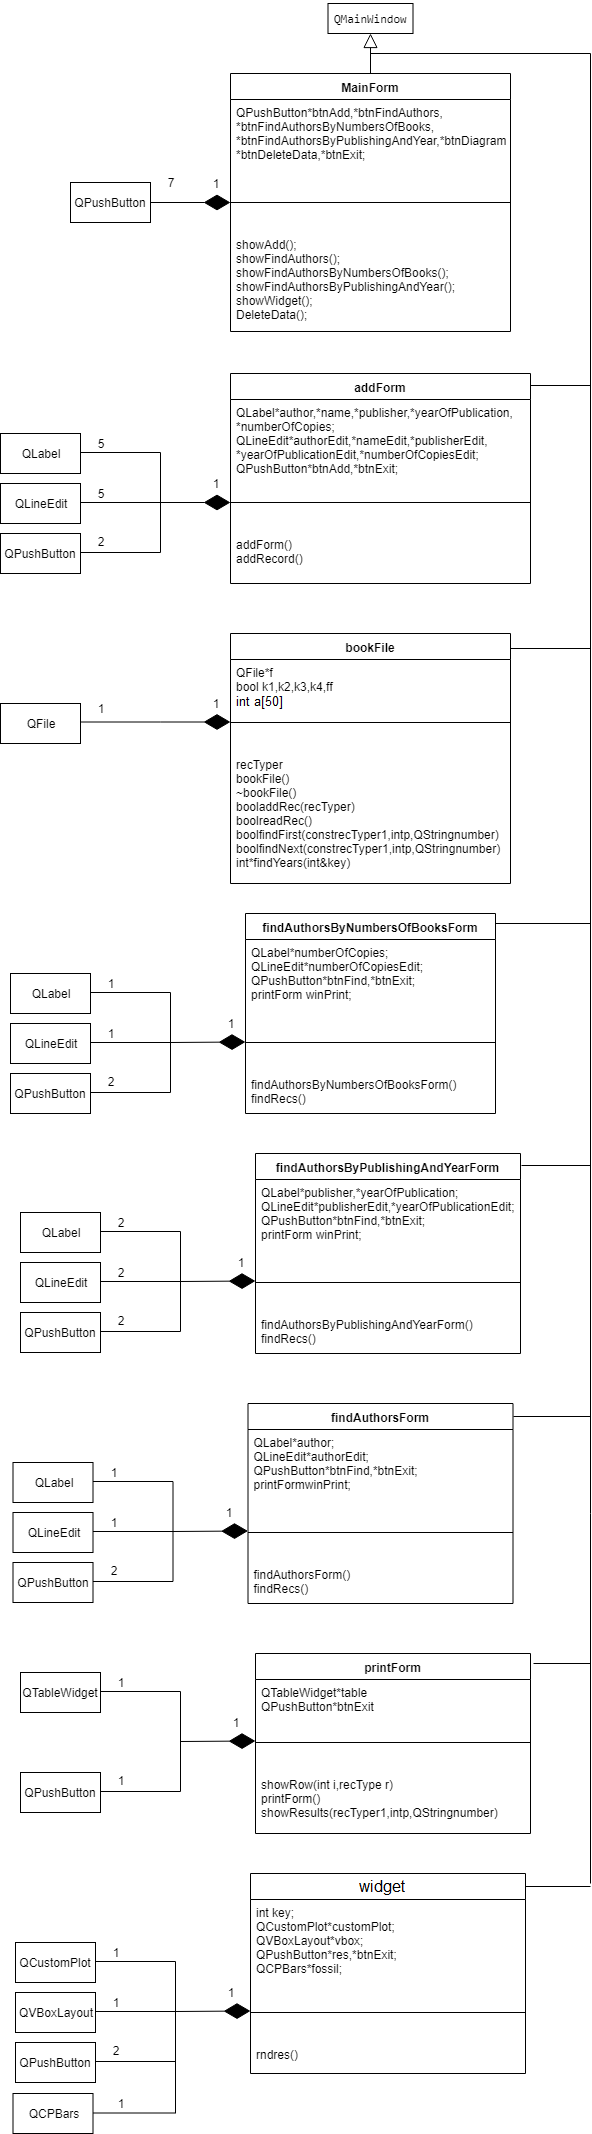 QMainWindow
MainForm
QPushButton*btnAdd,*btnFindAuthors,
*btnFindAuthorsByNumbersOfBooks,
*btnFindAuthorsByPublishingAndYear,*btnDiagram
*btnDeleteData,*btnExit;
7
1
QPushButton
showAdd();
showFindAuthors();
showFindAuthorsByNumbersOfBooks();
showFindAuthorsByPublishingAndYear();
showWidget();
DeleteData();
addForm
QLabel*author,*name,*publisher,*yearOfPublication,
*numberOfCopies;
QLineEdit*authorEdit,*nameEdit,*publisherEdit,
*yearOfPublicationEdit,*numberOfCopiesEdit;
QPushButton*btnAdd,*btnExit;
QLabel
5
QLineEdit
5
1
QPushButton
2
addForm()
addRecord()
bookFile
QFile*f
bool k1,k2,k3,k4,ff
int a[50]
QFile
1
1
recTyper
bookFile()
~bookFile()
booladdRec(recTyper)
boolreadRec()
boolfindFirst(constrecTyper1,intp,QStringnumber)
boolfindNext(constrecTyper1,intp,QStringnumber)
int*findYears(int&key)
findAuthorsByNumbersOfBooksForm
QLabel*numberOfCopies;
QLineEdit*numberOfCopiesEdit;
QPushButton*btnFind,*btnExit;
printForm winPrint;
QLabel
1
QLineEdit
1
1
QPushButton
2
findAuthorsByNumbersOfBooksForm()
findRecs()
findAuthorsByPublishingAndYearForm
QLabel*publisher,*yearOfPublication;
QLineEdit*publisherEdit,*yearOfPublicationEdit;
QPushButton*btnFind,*btnExit;
printForm winPrint;
QLabel
2
QLineEdit
2
1
QPushButton
2
findAuthorsByPublishingAndYearForm()
findRecs()
findAuthorsForm
QLabel*author;
QLineEdit*authorEdit;
QPushButton*btnFind,*btnExit;
printFormwinPrint;
QLabel
1
QLineEdit
1
1
QPushButton
2
findAuthorsForm()
findRecs()
printForm
QTableWidget*table
QPushButton*btnExit
QTableWidget
1
1
QPushButton
1
showRow(int i,recType r)
printForm()
showResults(recTyper1,intp,QStringnumber)
widget
int key;
QCustomPlot*customPlot;
QVBoxLayout*vbox;
QPushButton*res,*btnExit;
QCPBars*fossil;
QCustomPlot
1
QVBoxLayout
1
1
QPushButton
2
QCPBars
1
rndres()